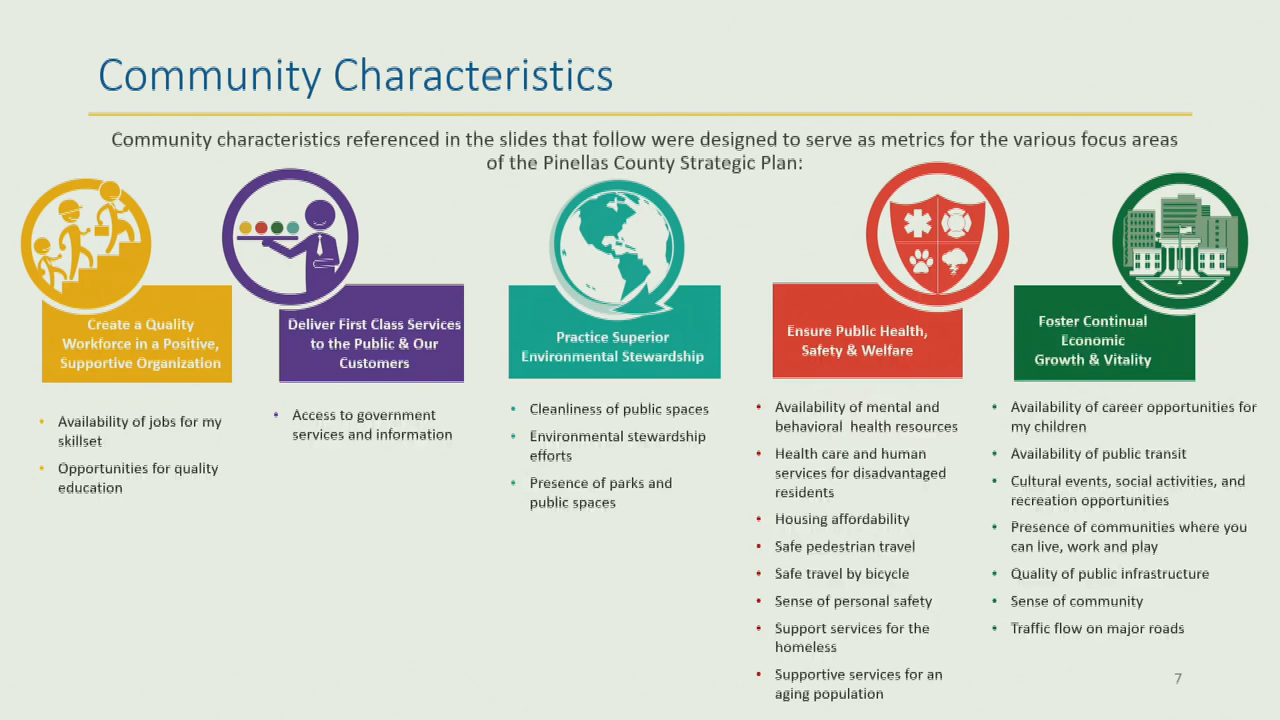 Community Characteristics
Community characteristics referenced in the slides that follow were designed to serve as metrics for the various focus areas
of the Pinellas County Strategic Plan:
Create a Quality
Workforce in a Positive,
Supportive Organization
• Availability of jobs for my
skillset
• Opportunities for quality
education
Deliver First Class Services
to the Public & Our
Customers
• Access to government
services and information
Practice Superior
Environmental Stewardship
• Cleanliness of public spaces
• Environmental stewardship
efforts
• Presence of parks and
public spaces
Ensure Public Health,
Safety & Welfare
• Availability of mental and
behavioral health resources
• Health care and human
services for disadvantaged
residents
• Housing affordability
• Safe pedestrian travel
• Safe travel by bicycle
• Sense of personal safety
• Support services for the
homeless
• Supportive services for an
aging population
Foster Continual
Economic
Growth & Vitality
• Availability of career opportunities for
my children
• Availability of public transit
• Cultural events, social activities, and
recreation opportunities
• Presence of communities where you
can live, work and play
• Quality of public infrastructure
• Sense of community
• Traffic flow on major roads
7